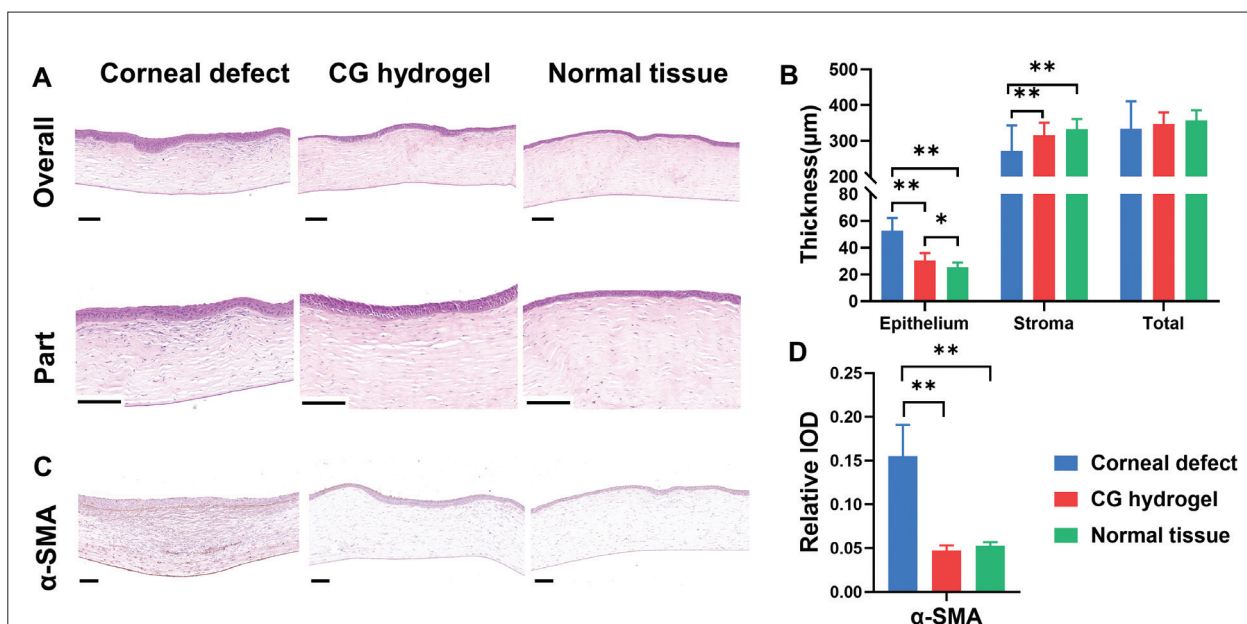 A
Corneal defect
CG hydrogel
Normal tissue
Overall
Part
C
α-SMA
B
Thickness(μm)
500
400
300
200
80
60
40
20
0
**
**
*
**
**
Epithelium
Stroma
Total
D
Relative IOD
0.25
0.20
0.15
0.10
0.05
0.00
**
**
α-SMA
Corneal defect
CG hydrogel
Normal tissue